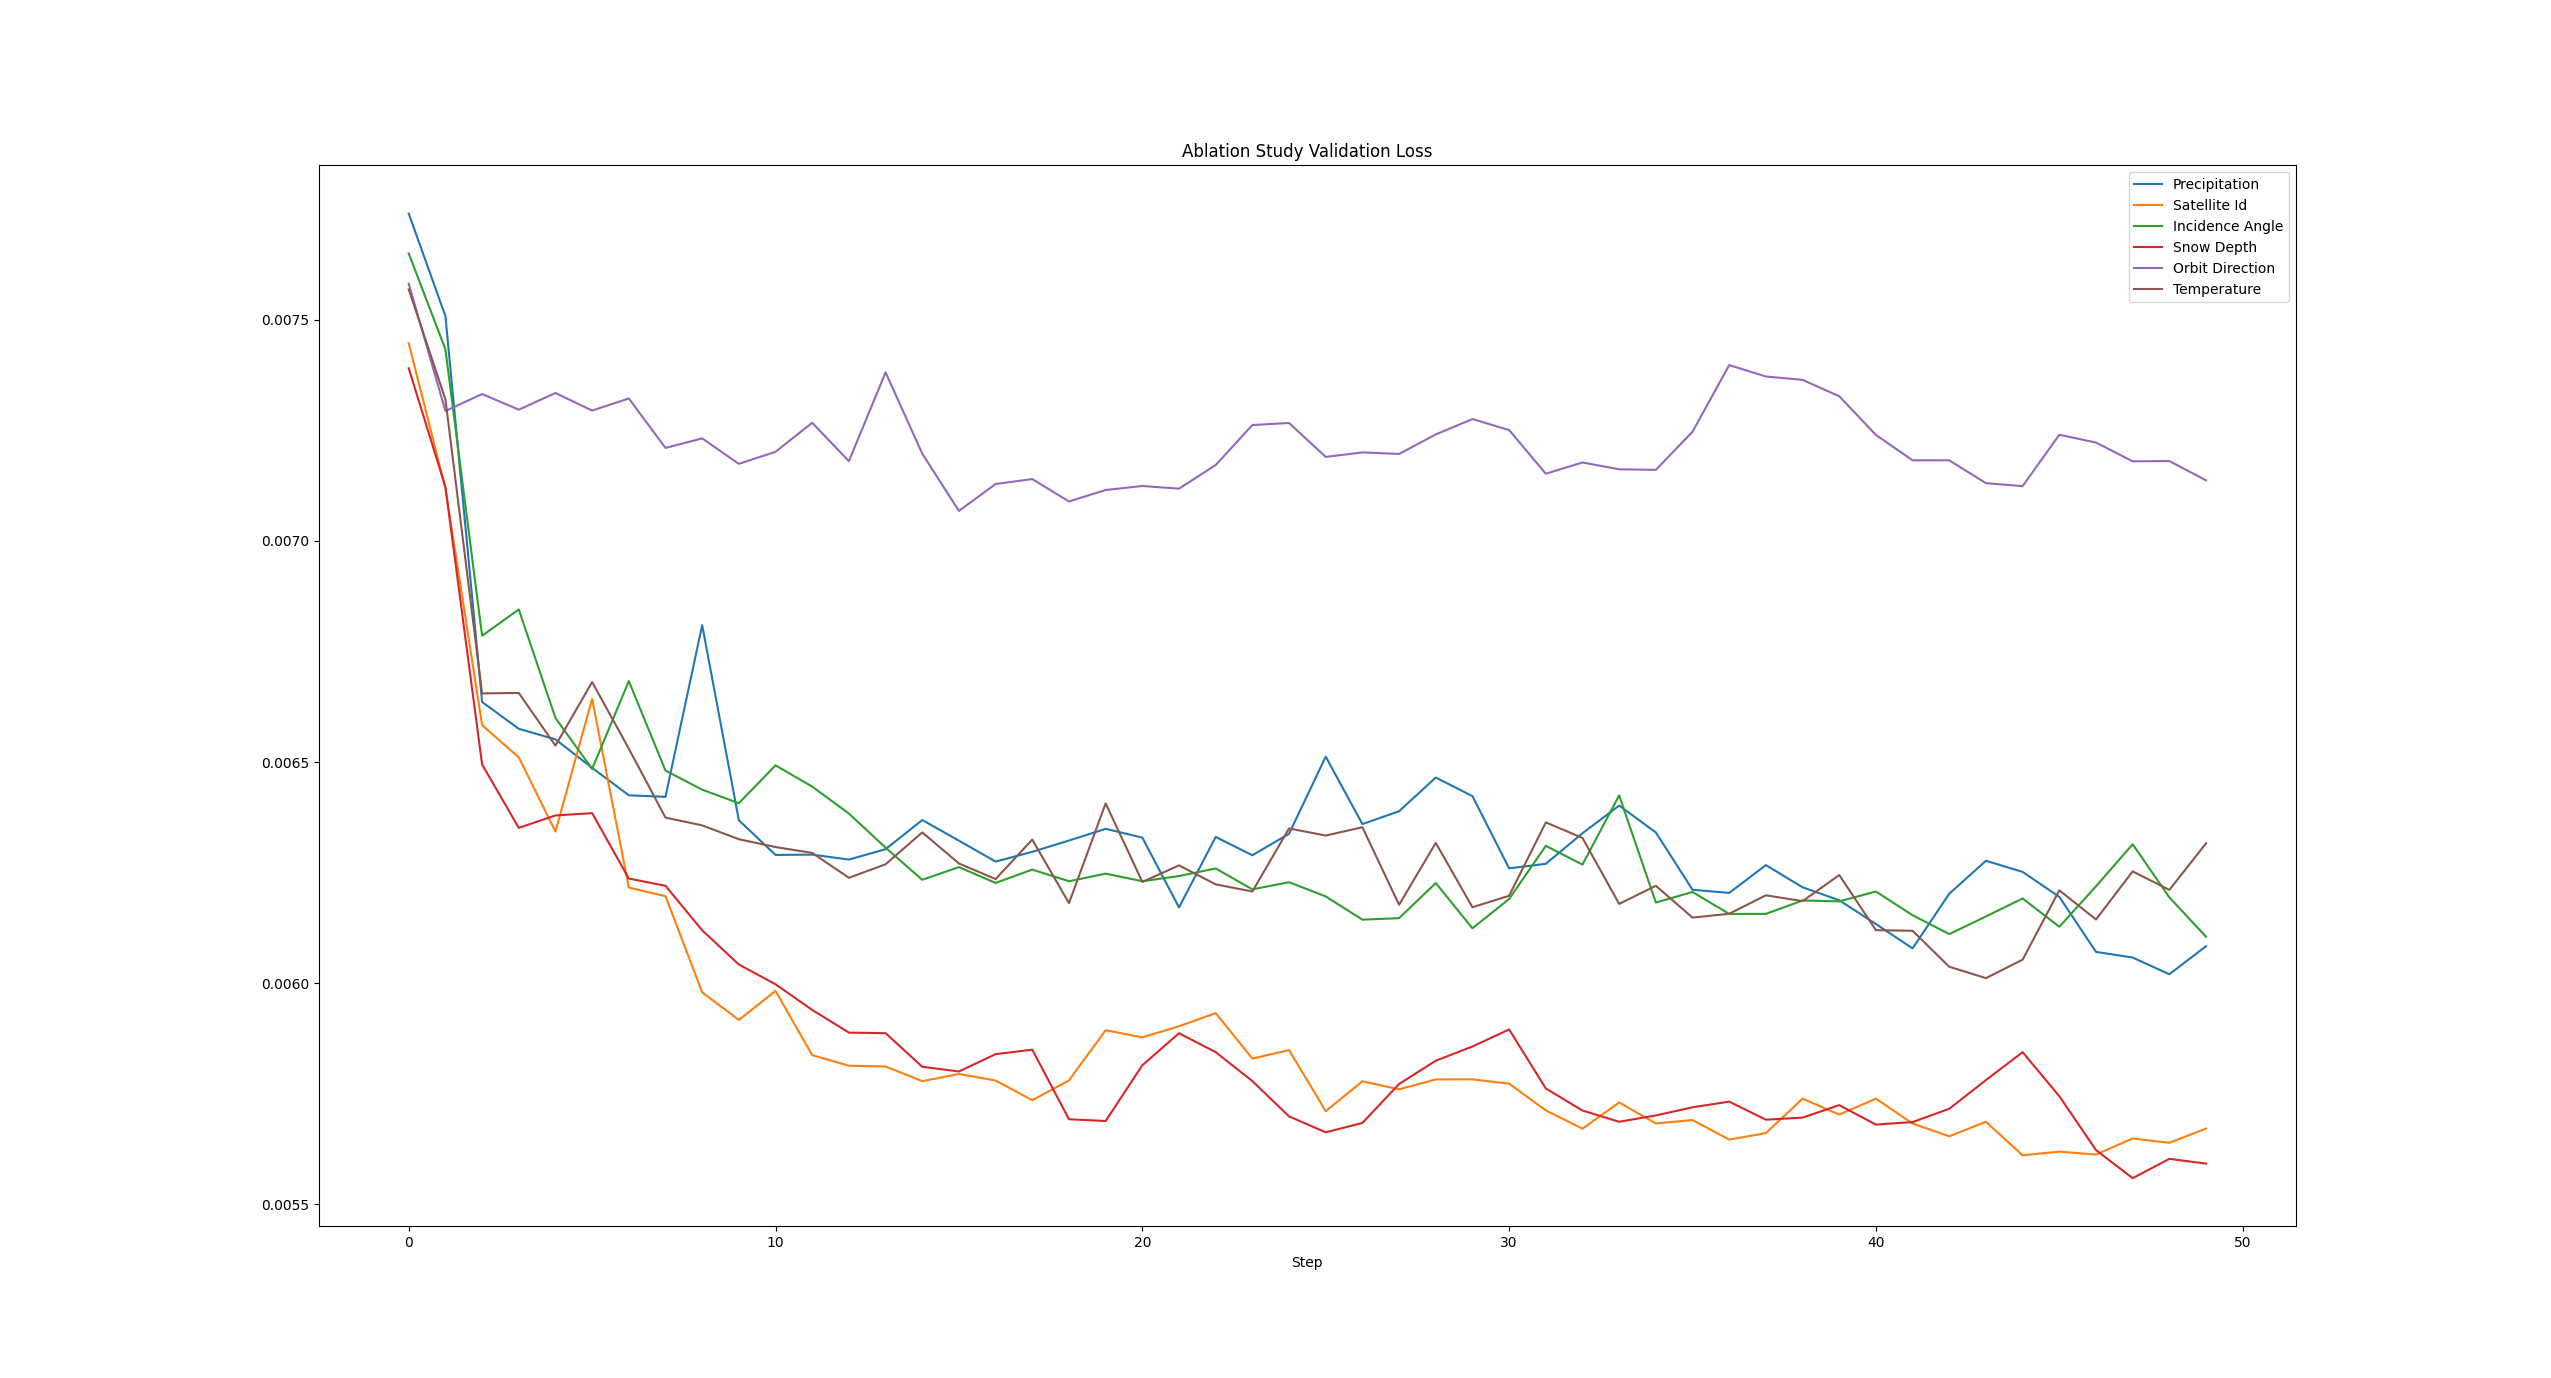 Ablation Study Validation Loss
Precipitation
Satellite Id
Incidence Angle
Snow Depth
Orbit Direction
Temperature
0.0075
0.0070
0.0065
0.0060
0.0055
0 10 20 30 40 50
Step